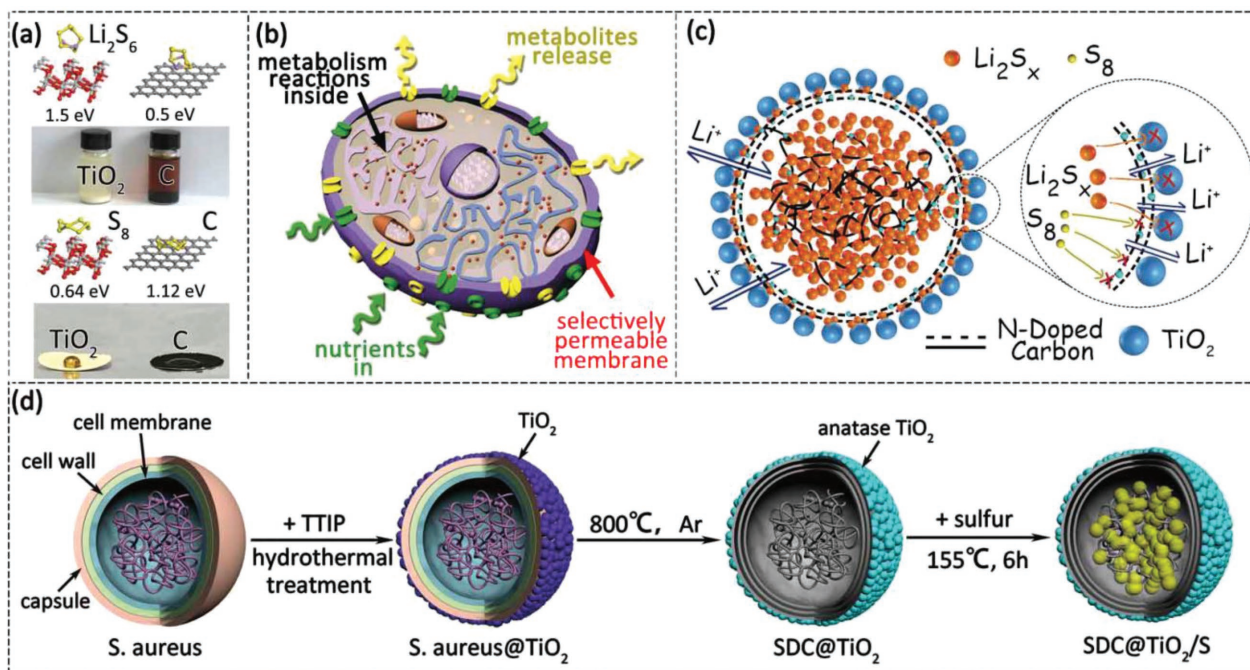 (a)
Li₂S₆
1.5 eV
0.5 eV
TiO₂
C
S₈
C
0.64 eV
1.12 eV
TiO₂
C
(b)
metabolism
reactions
inside
metabolites
release
nutrients
in
selectively
permeable
membrane
(c)
Li₂Sₓ
S₈
Li⁺
Li⁺
Li₂Sₓ
S₈
Li⁺
Li⁺
Li⁺
N-Doped
Carbon
TiO₂
(d)
cell membrane
cell wall
capsule
S. aureus
+ TTIP
hydrothermal
treatment
TiO₂
S. aureus@TiO₂
800℃, Ar
anatase TiO₂
SDC@TiO₂
+ sulfur
155℃, 6h
SDC@TiO₂/S